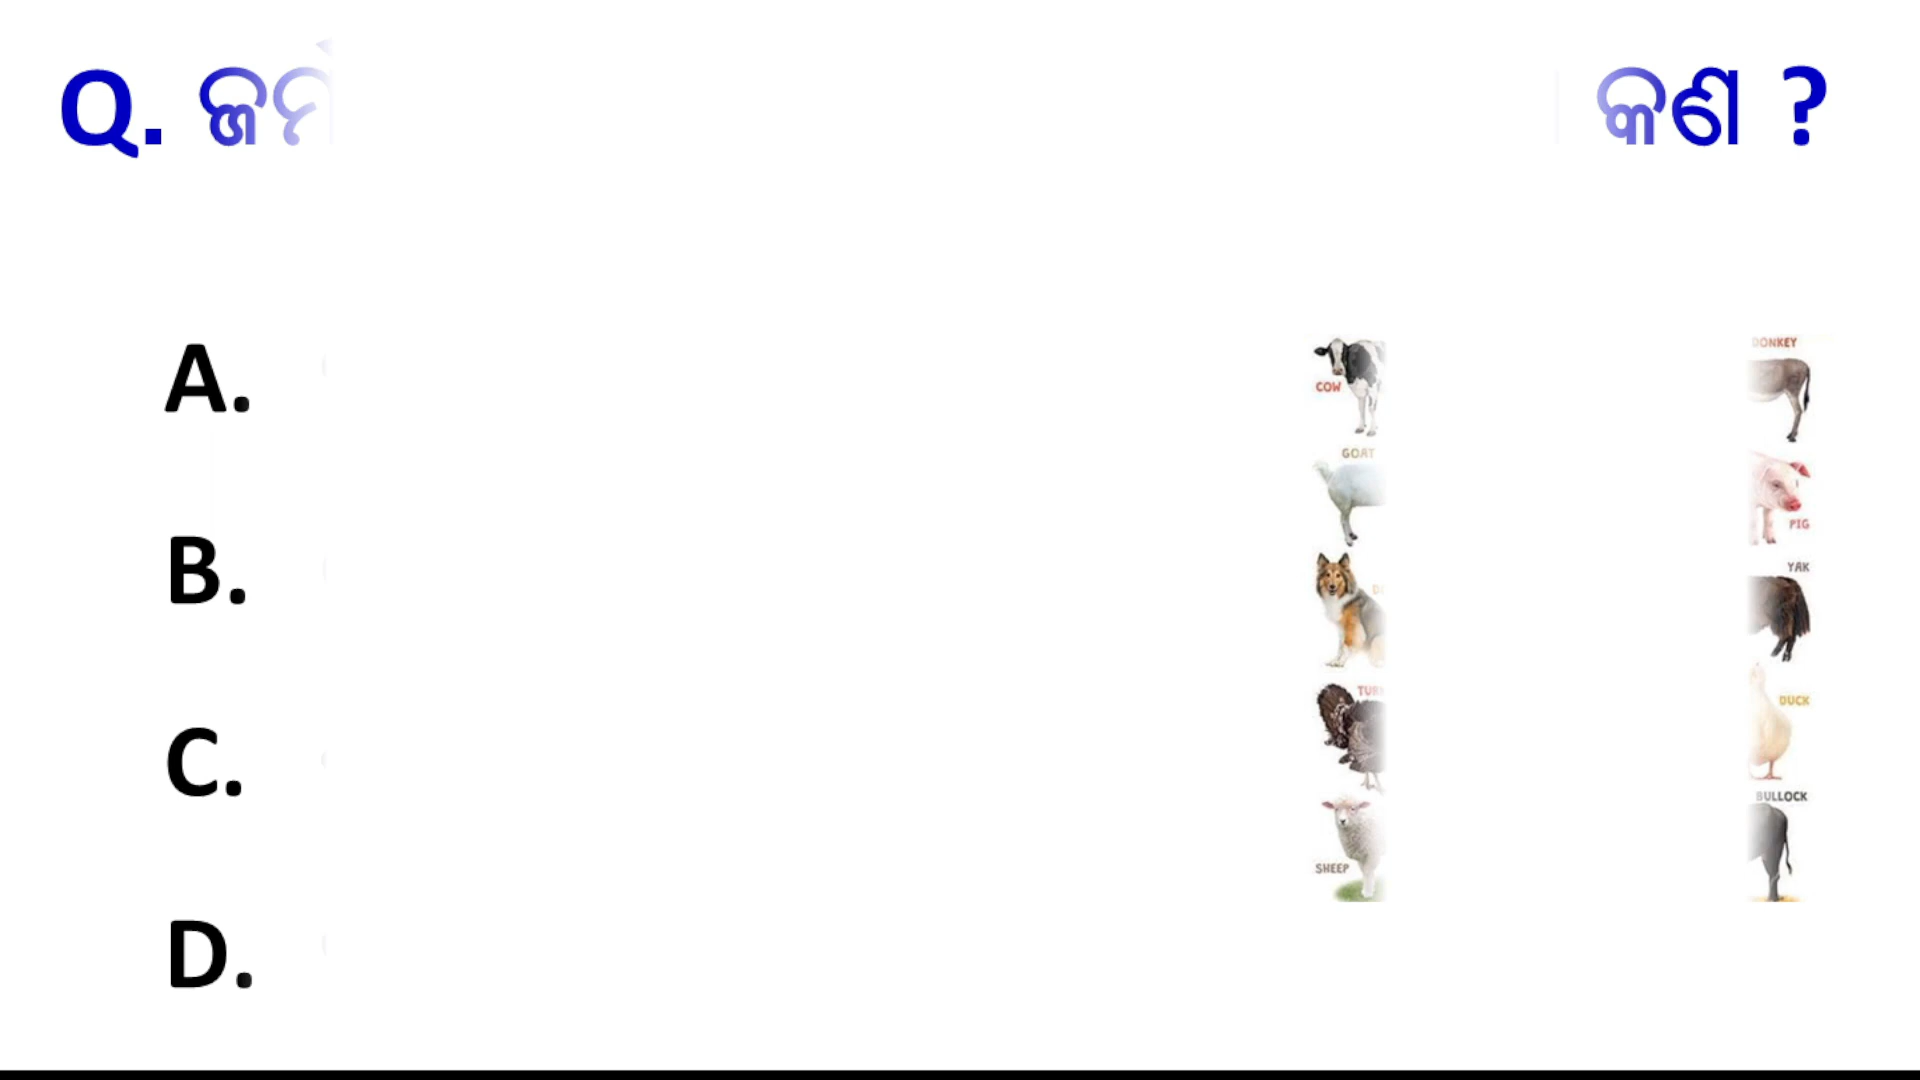 Q. କଣ ?
A.
COW
DONKEY
GOAT
B.
PIG
YAK
C.
DUCK
BULLOCK
SHEEP
D.